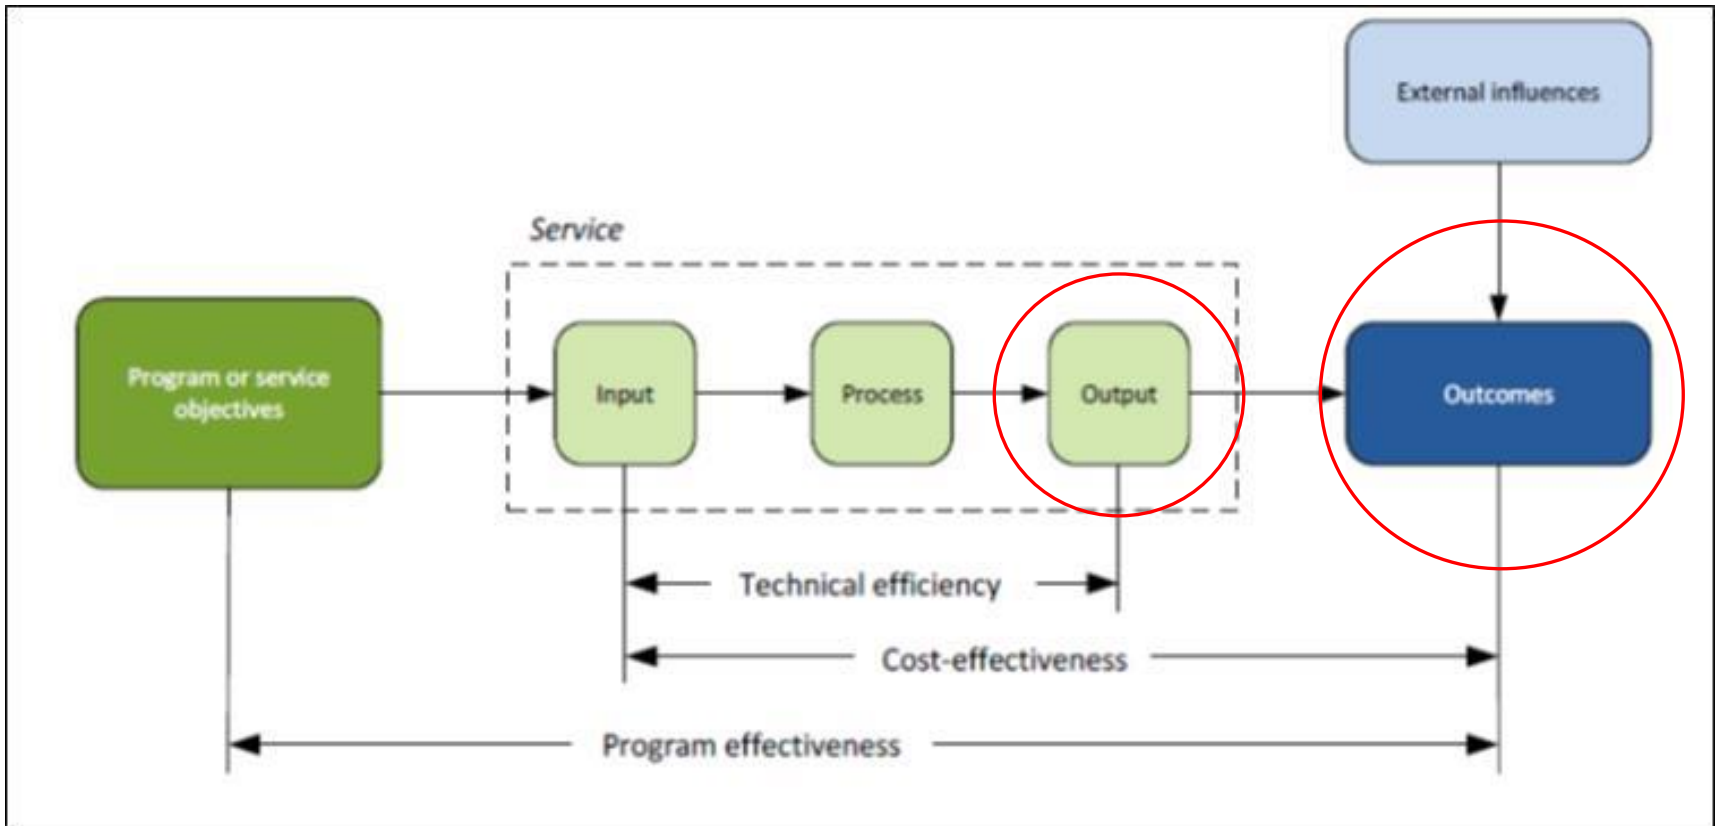 External influences
Service
Program or service
objectives
Input
Process
Output
Outcomes
Technical efficiency
Cost-effectiveness
Program effectiveness